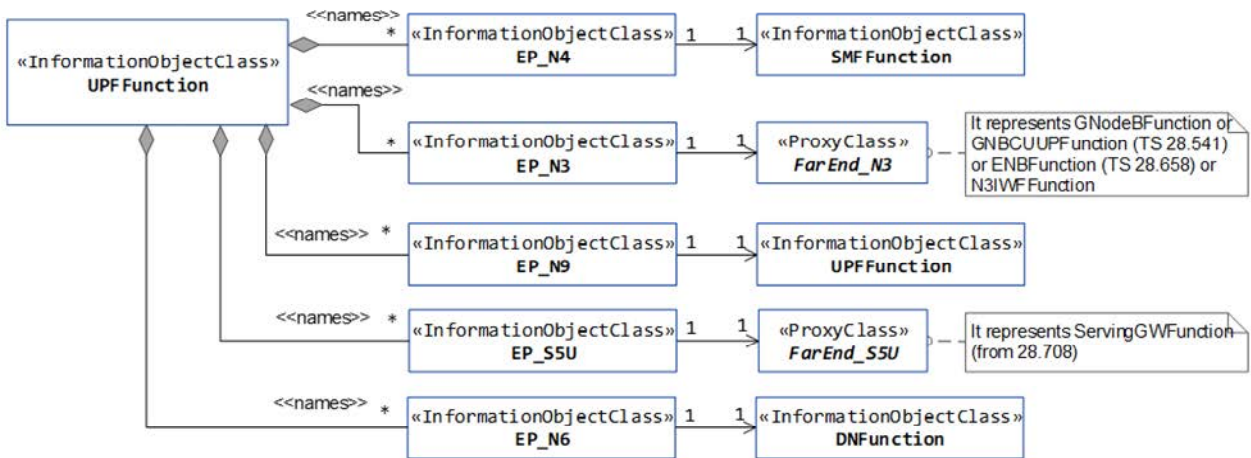 <<names>>
*
«InformationObjectClass»
UPFFunction
«InformationObjectClass»
EP_N4
1
1
«InformationObjectClass»
SMFFunction
<<names>>
*
«InformationObjectClass»
EP_N3
1
1
«ProxyClass»
FarEnd_N3
It represents GNodeBFunction or
GNBCUUPFunction (TS 28.541)
or ENBFunction (TS 28.658) or
N3IWFFunction
<<names>>
*
«InformationObjectClass»
EP_N9
1
1
«InformationObjectClass»
UPFFunction
<<names>>
*
«InformationObjectClass»
EP_S5U
1
1
«ProxyClass»
FarEnd_S5U
It represents ServingGWFunction
(from 28.708)
<<names>>
*
«InformationObjectClass»
EP_N6
1
1
«InformationObjectClass»
DNFunction